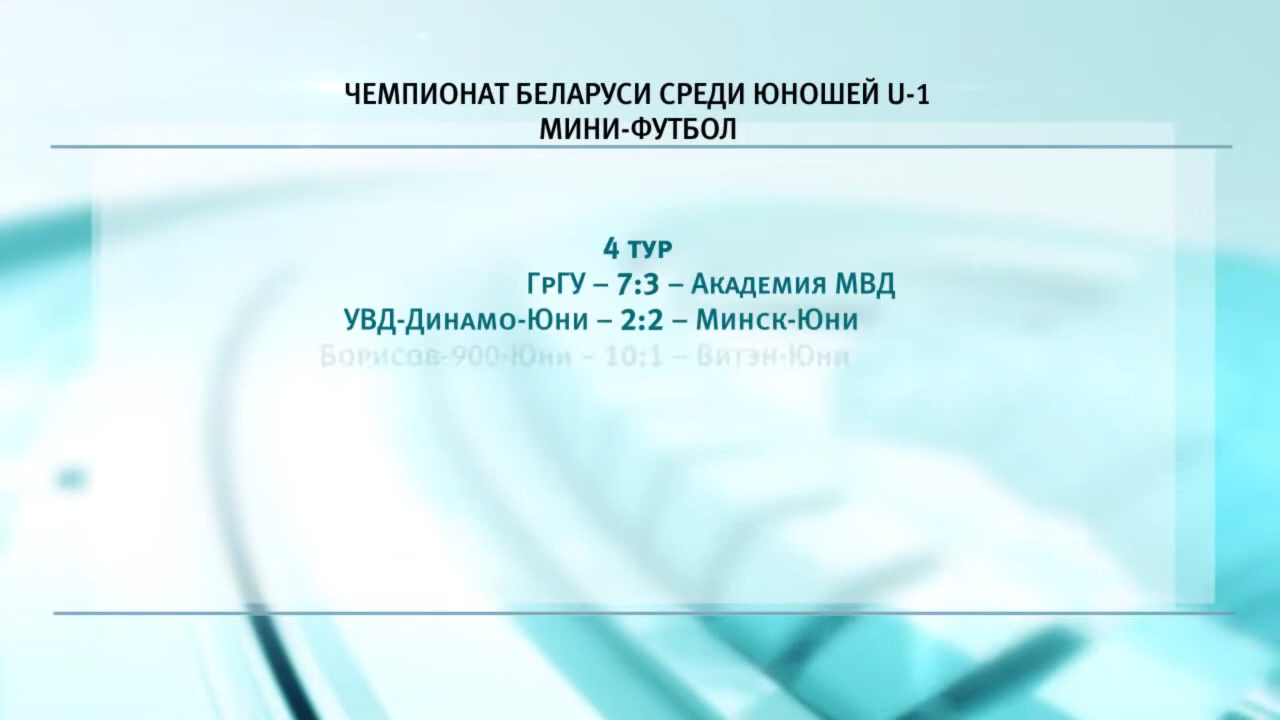 ЧЕМПИОНАТ БЕЛАРУСИ СРЕДИ ЮНОШЕЙ U-1
МИНИ-ФУТБОЛ
4 ТУР
ГрГУ – 7:3 – Академия МВД
УВД-Динамо-Юни – 2:2 – Минск-Юни
Борисов-900-Юни – 10:1 – Витэн-Юни